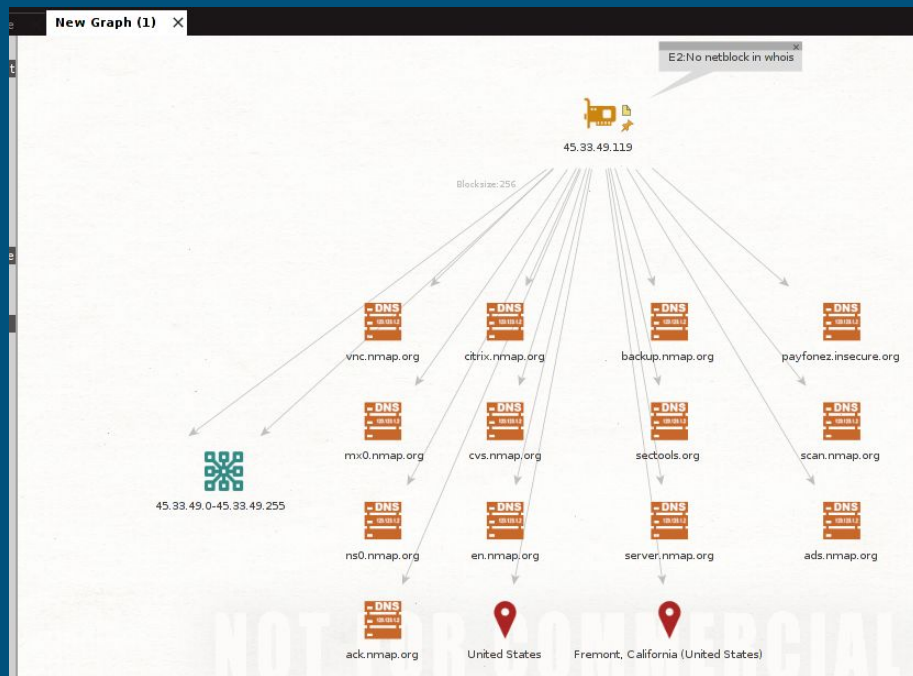 New Graph (1) ×
E2:No netblock in whois
45.33.49.119
Blocksize:256
DNS
DNS
DNS
DNS
vnc.nmap.org
citrix.nmap.org
backup.nmap.org
payfonez.insecure.org
DNS
DNS
DNS
DNS
mx0.nmap.org
cvs.nmap.org
sectools.org
scan.nmap.org
45.33.49.0-45.33.49.255
DNS
DNS
DNS
DNS
ns0.nmap.org
en.nmap.org
server.nmap.org
ads.nmap.org
DNS
ack.nmap.org
United States
Fremont, California (United States)
NOT FOR COMMERCIAL